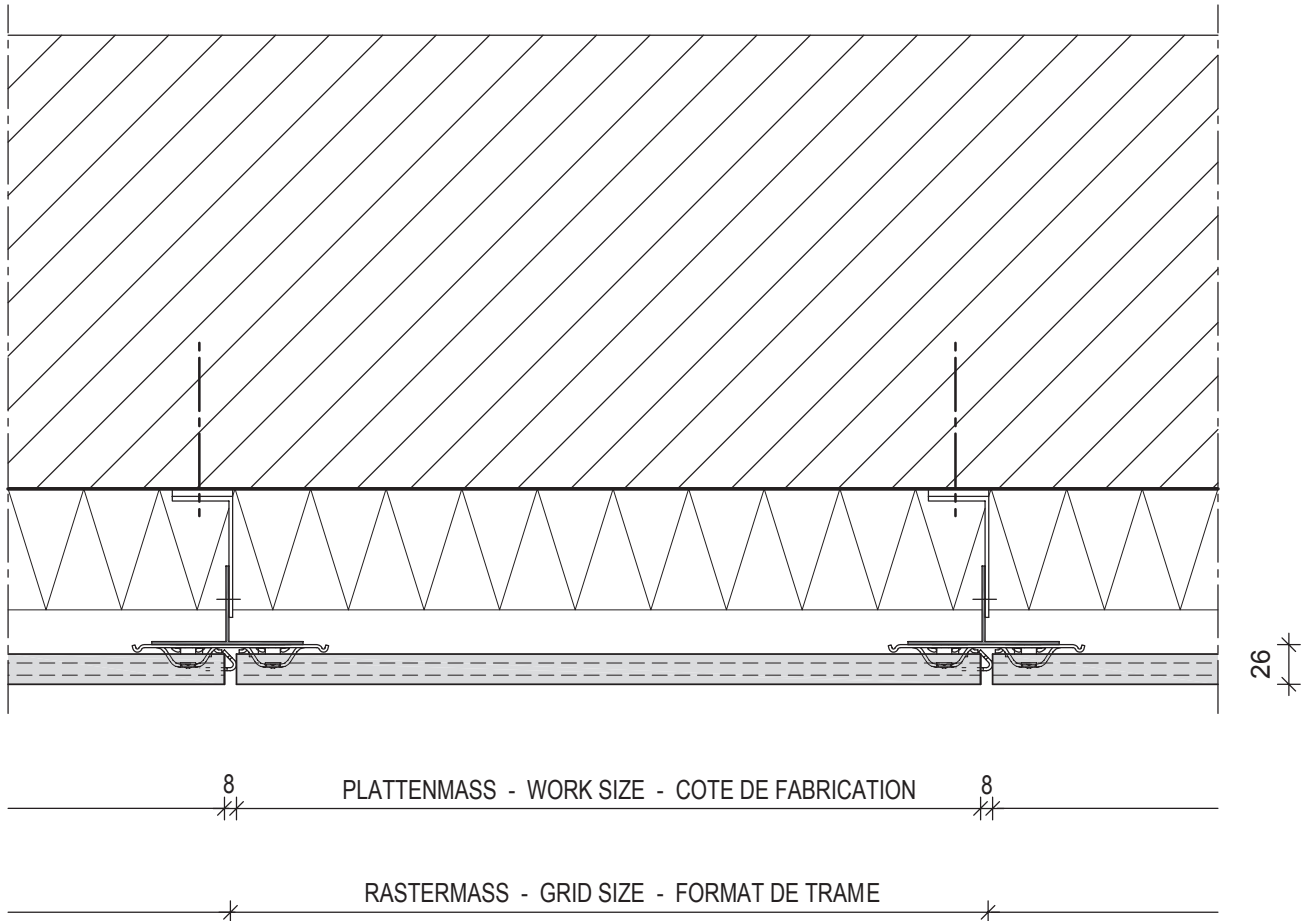 26
8 PLATTENMASS - WORK SIZE - COTE DE FABRICATION 8
RASTERMASS - GRID SIZE - FORMAT DE TRAME